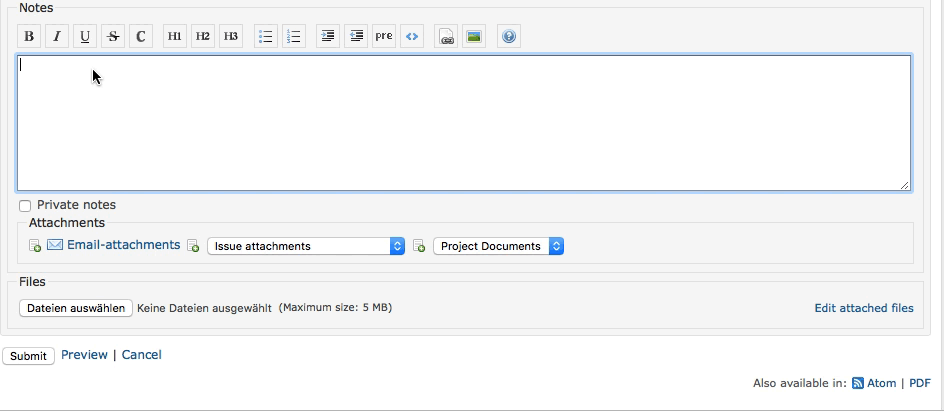 Notes
B I U S C H1 H2 H3 pre <> ?
Private notes
Attachments
Email-attachments Issue attachments Project Documents
Files
Dateien auswählen Keine Dateien ausgewählt (Maximum size: 5 MB) Edit attached files
Submit Preview | Cancel
Also available in: Atom | PDF